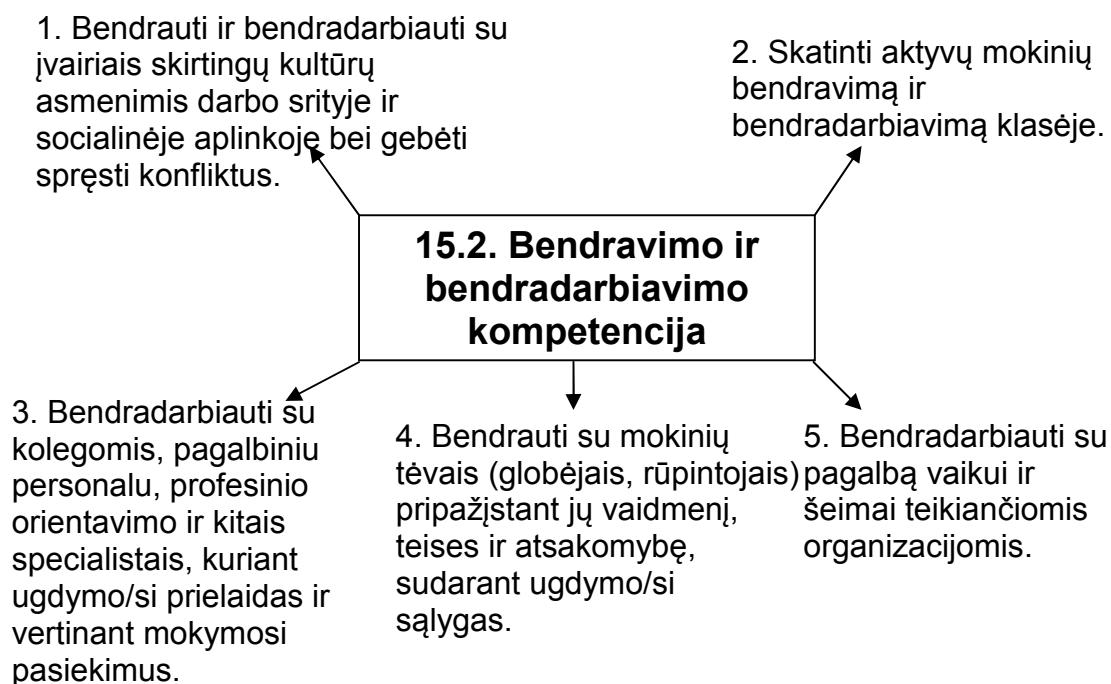 1. Bendrauti ir bendradarbiauti su
įvairiais skirtingų kultūrų
asmenimis darbo srityje ir
socialinėje aplinkoje bei gebėti
spręsti konfliktus.
2. Skatinti aktyvų mokinių
bendravimą ir
bendradarbiavimą klasėje.
15.2. Bendravimo ir
bendradarbiavimo
kompetencija
3. Bendradarbiauti su
kolegomis, pagalbiniu
personalu, profesinio
orientavimo ir kitais
specialistais, kuriant
ugdymo/si prielaidas ir
vertinant mokymosi
pasiekimus.
4. Bendrauti su mokinių
tėvais (globėjais, rūpintojais)
pripažįstant jų vaidmenį,
teises ir atsakomybę,
sudarant ugdymo/si
sąlygas.
5. Bendradarbiauti su
pagalbą vaikui ir
šeimai teikiančiomis
organizacijomis.